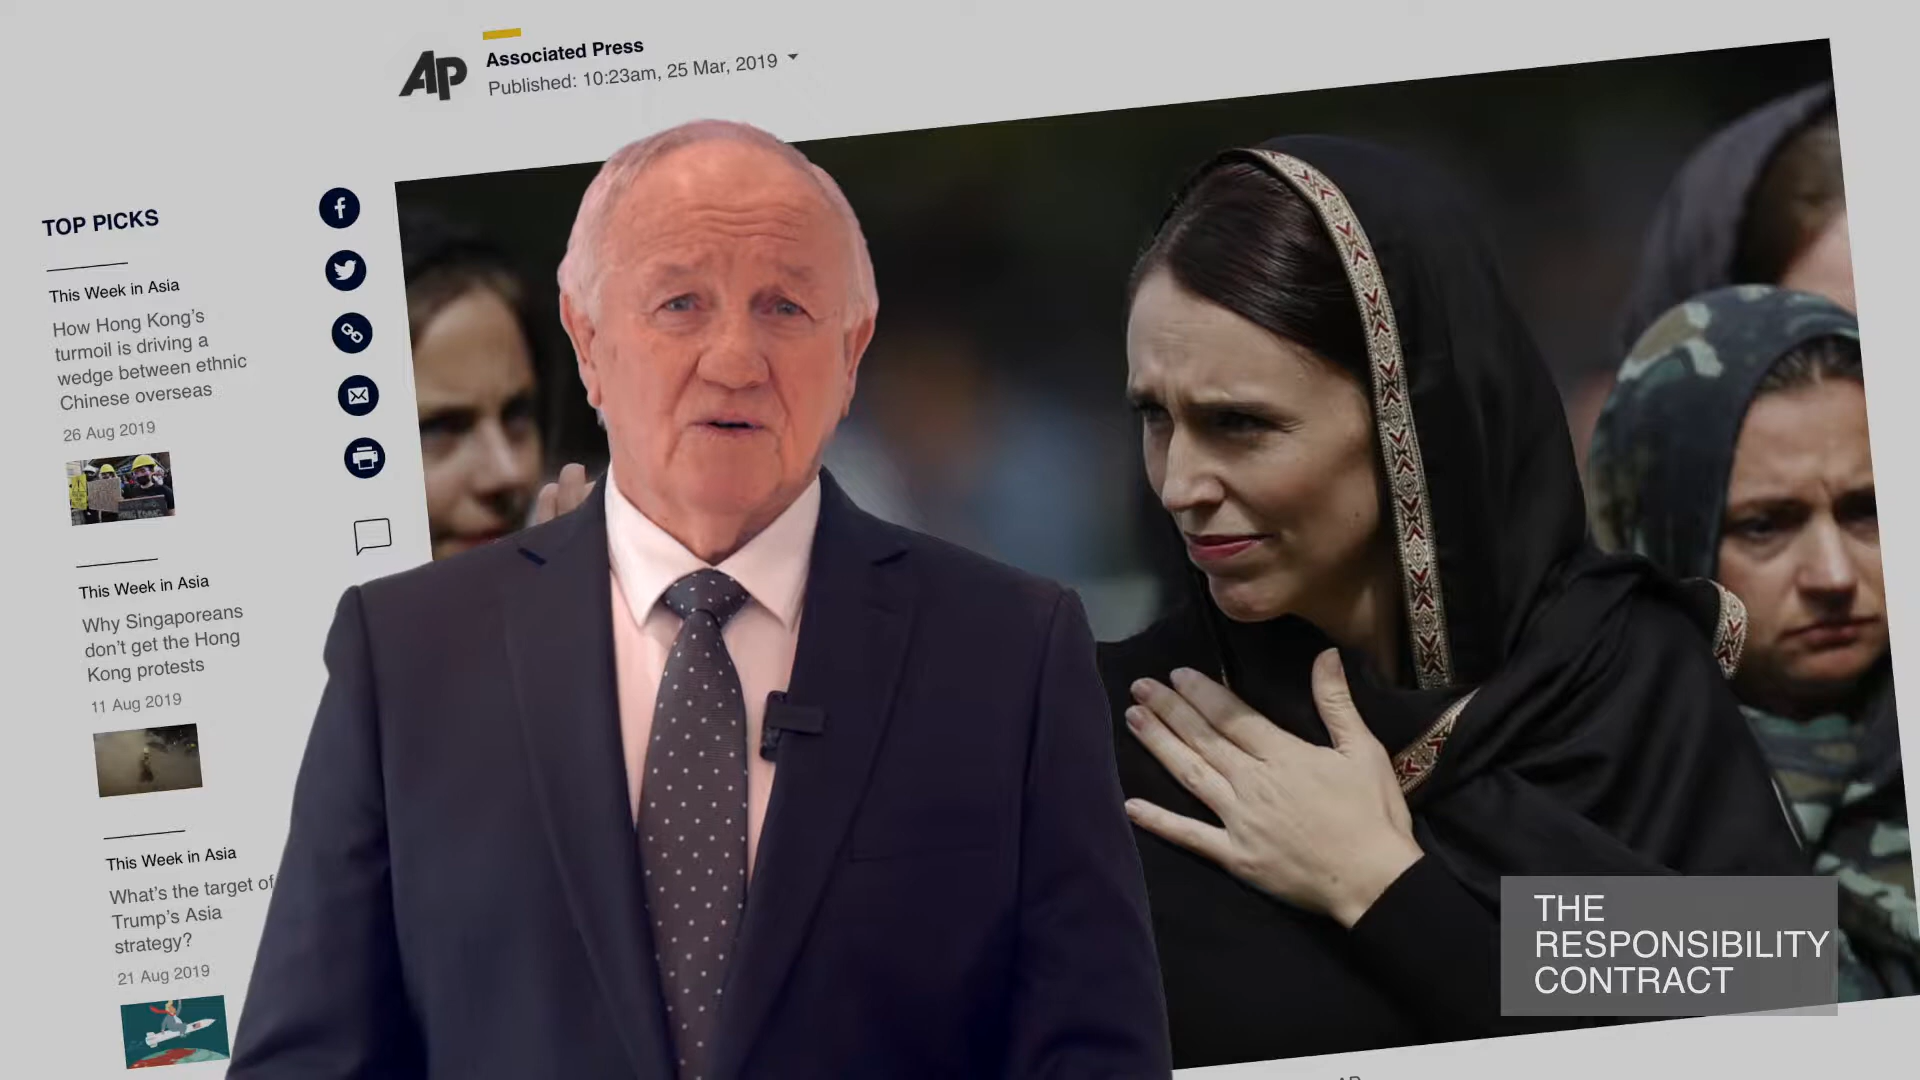 AP
Associated Press
Published: 10:23am, 25 Mar, 2019
TOP PICKS
This Week in Asia
How Hong Kong's
turmoil is driving a
wedge between ethnic
Chinese overseas
26 Aug 2019
This Week in Asia
Why Singaporeans
don't get the Hong
Kong protests
11 Aug 2019
This Week in Asia
What's the target of
Trump's Asia
strategy?
21 Aug 2019
THE
RESPONSIBILITY
CONTRACT